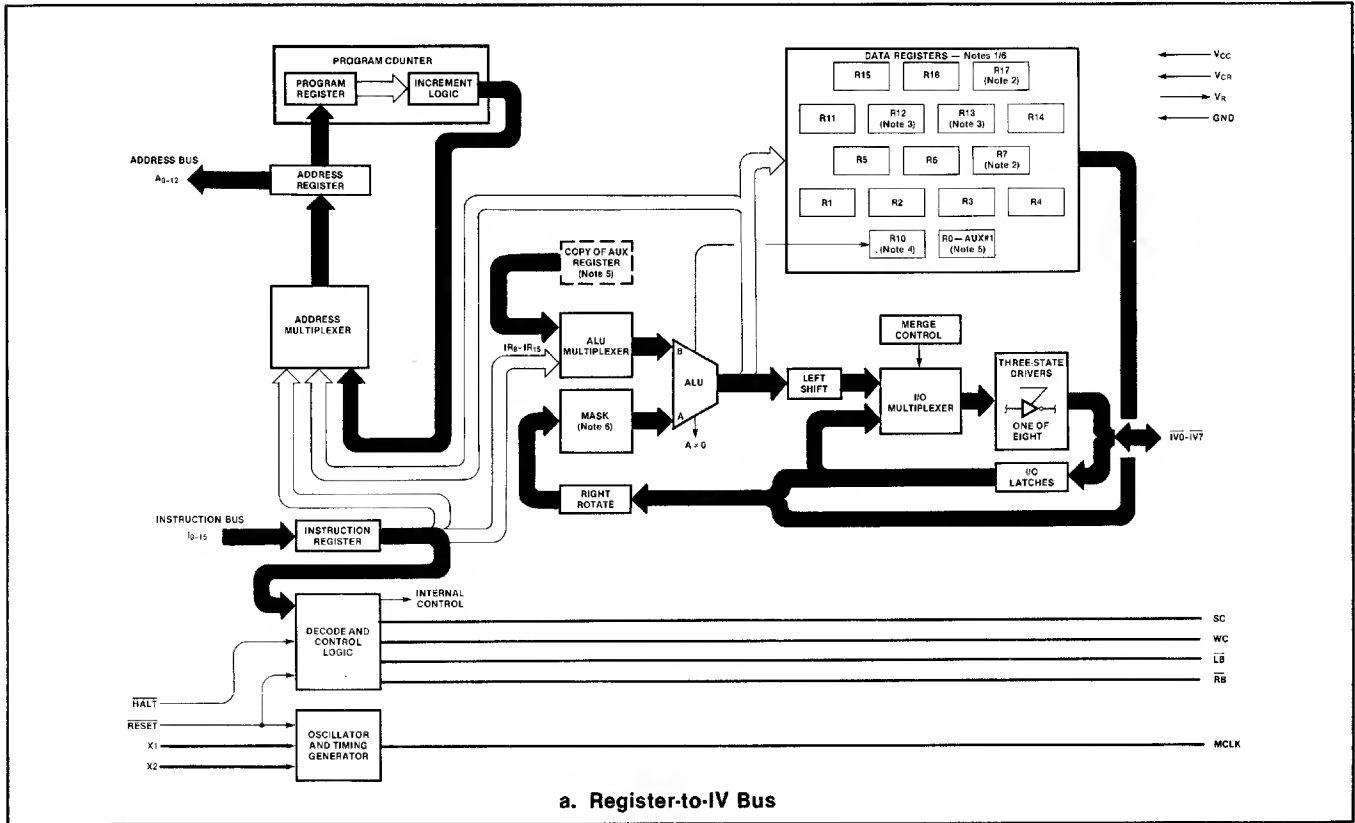 PROGRAM COUNTER
PROGRAM
REGISTER
INCREMENT
LOGIC
ADDRESS BUS
A0-12
ADDRESS
REGISTER
ADDRESS
MULTIPLEXER
DATA REGISTERS — Notes 1/6
R15
R16
R17
(Note 2)
R11
R12
(Note 3)
R13
(Note 3)
R14
R5
R6
R7
(Note 2)
R1
R2
R3
R4
R10
(Note 4)
R0—AUX#1
(Note 5)
VCC
VCR
VR
GND
COPY OF AUX
REGISTER
(Note 5)
IR8-IR15
ALU
MULTIPLEXER
MASK
(Note 6)
B
ALU
A
A ≠ 0
LEFT
SHIFT
MERGE
CONTROL
I/O
MULTIPLEXER
THREE-STATE
DRIVERS
ONE OF
EIGHT
IV0-IV7
I/O
LATCHES
RIGHT
ROTATE
INSTRUCTION BUS
I0-15
INSTRUCTION
REGISTER
INTERNAL
CONTROL
DECODE AND
CONTROL
LOGIC
SC
WC
LB
RB
HALT
RESET
X1
X2
OSCILLATOR
AND TIMING
GENERATOR
MCLK
a. Register-to-IV Bus